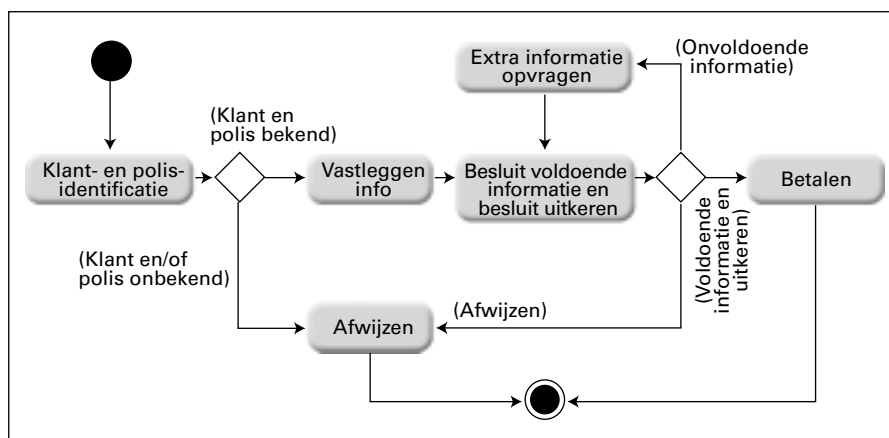 Extra informatie
opvragen
(Onvoldoende
informatie)
(Klant en
polis bekend)
Klant- en polis-
identificatie
Vastleggen
info
Besluit voldoende
informatie en
besluit uitkeren
Betalen
(Klant en/of
polis onbekend)
(Voldoende
informatie en
uitkeren)
Afwijzen
(Afwijzen)